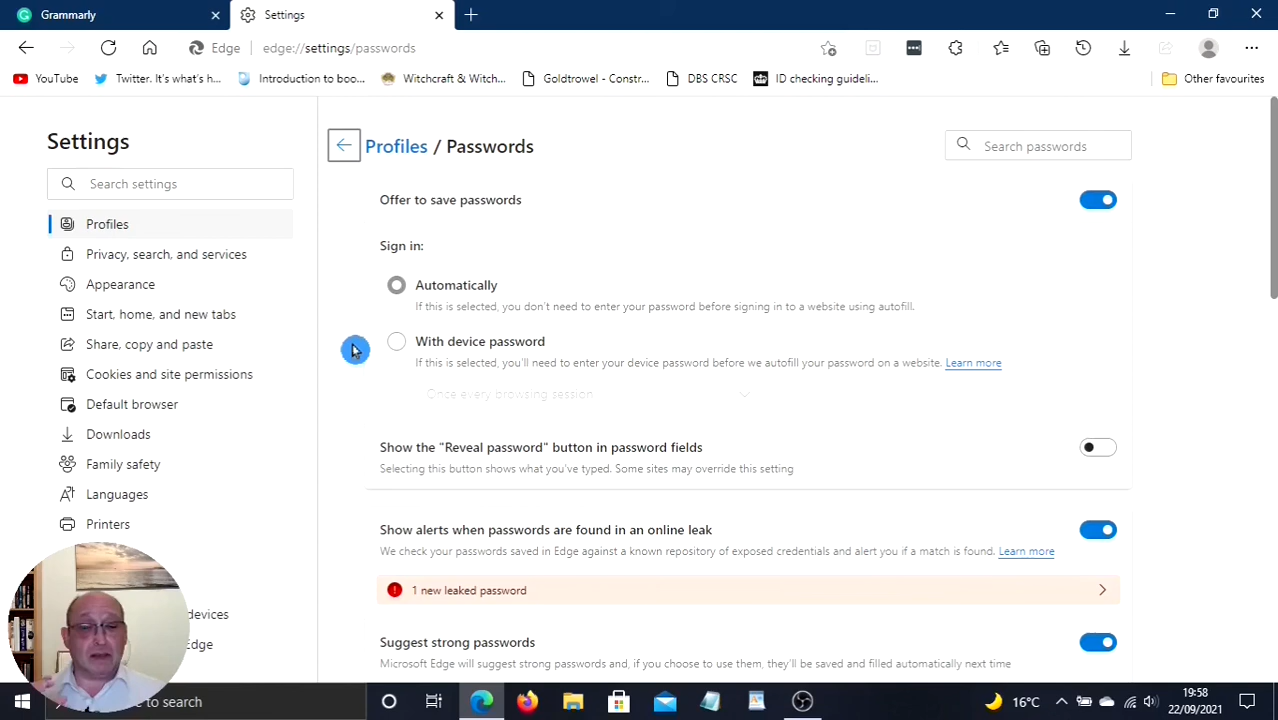 Grammarly
Settings
Edge
edge://settings/passwords
YouTube
Twitter. It's what's h...
Introduction to boo...
Witchcraft & Witch...
Goldtrowel - Constr...
DBS CRSC
ID checking guidelin...
Other favourites
Settings
Search settings
Profiles
Privacy, search, and services
Appearance
Start, home, and new tabs
Share, copy and paste
Cookies and site permissions
Default browser
Downloads
Family safety
Languages
Printers
devices
Edge
Profiles / Passwords
Search passwords
Offer to save passwords
Sign in:
Automatically
If this is selected, you don't need to enter your password before signing in to a website using autofill.
With device password
If this is selected, you'll need to enter your device password before we autofill your password on a website. Learn more
Once every browsing session
Show the "Reveal password" button in password fields
Selecting this button shows what you've typed. Some sites may override this setting
Show alerts when passwords are found in an online leak
We check your passwords saved in Edge against a known repository of exposed credentials and alert you if a match is found. Learn more
1 new leaked password
Suggest strong passwords
Microsoft Edge will suggest strong passwords and, if you choose to use them, they'll be saved and filled automatically next time
to search
16°C
19:58
22/09/2021